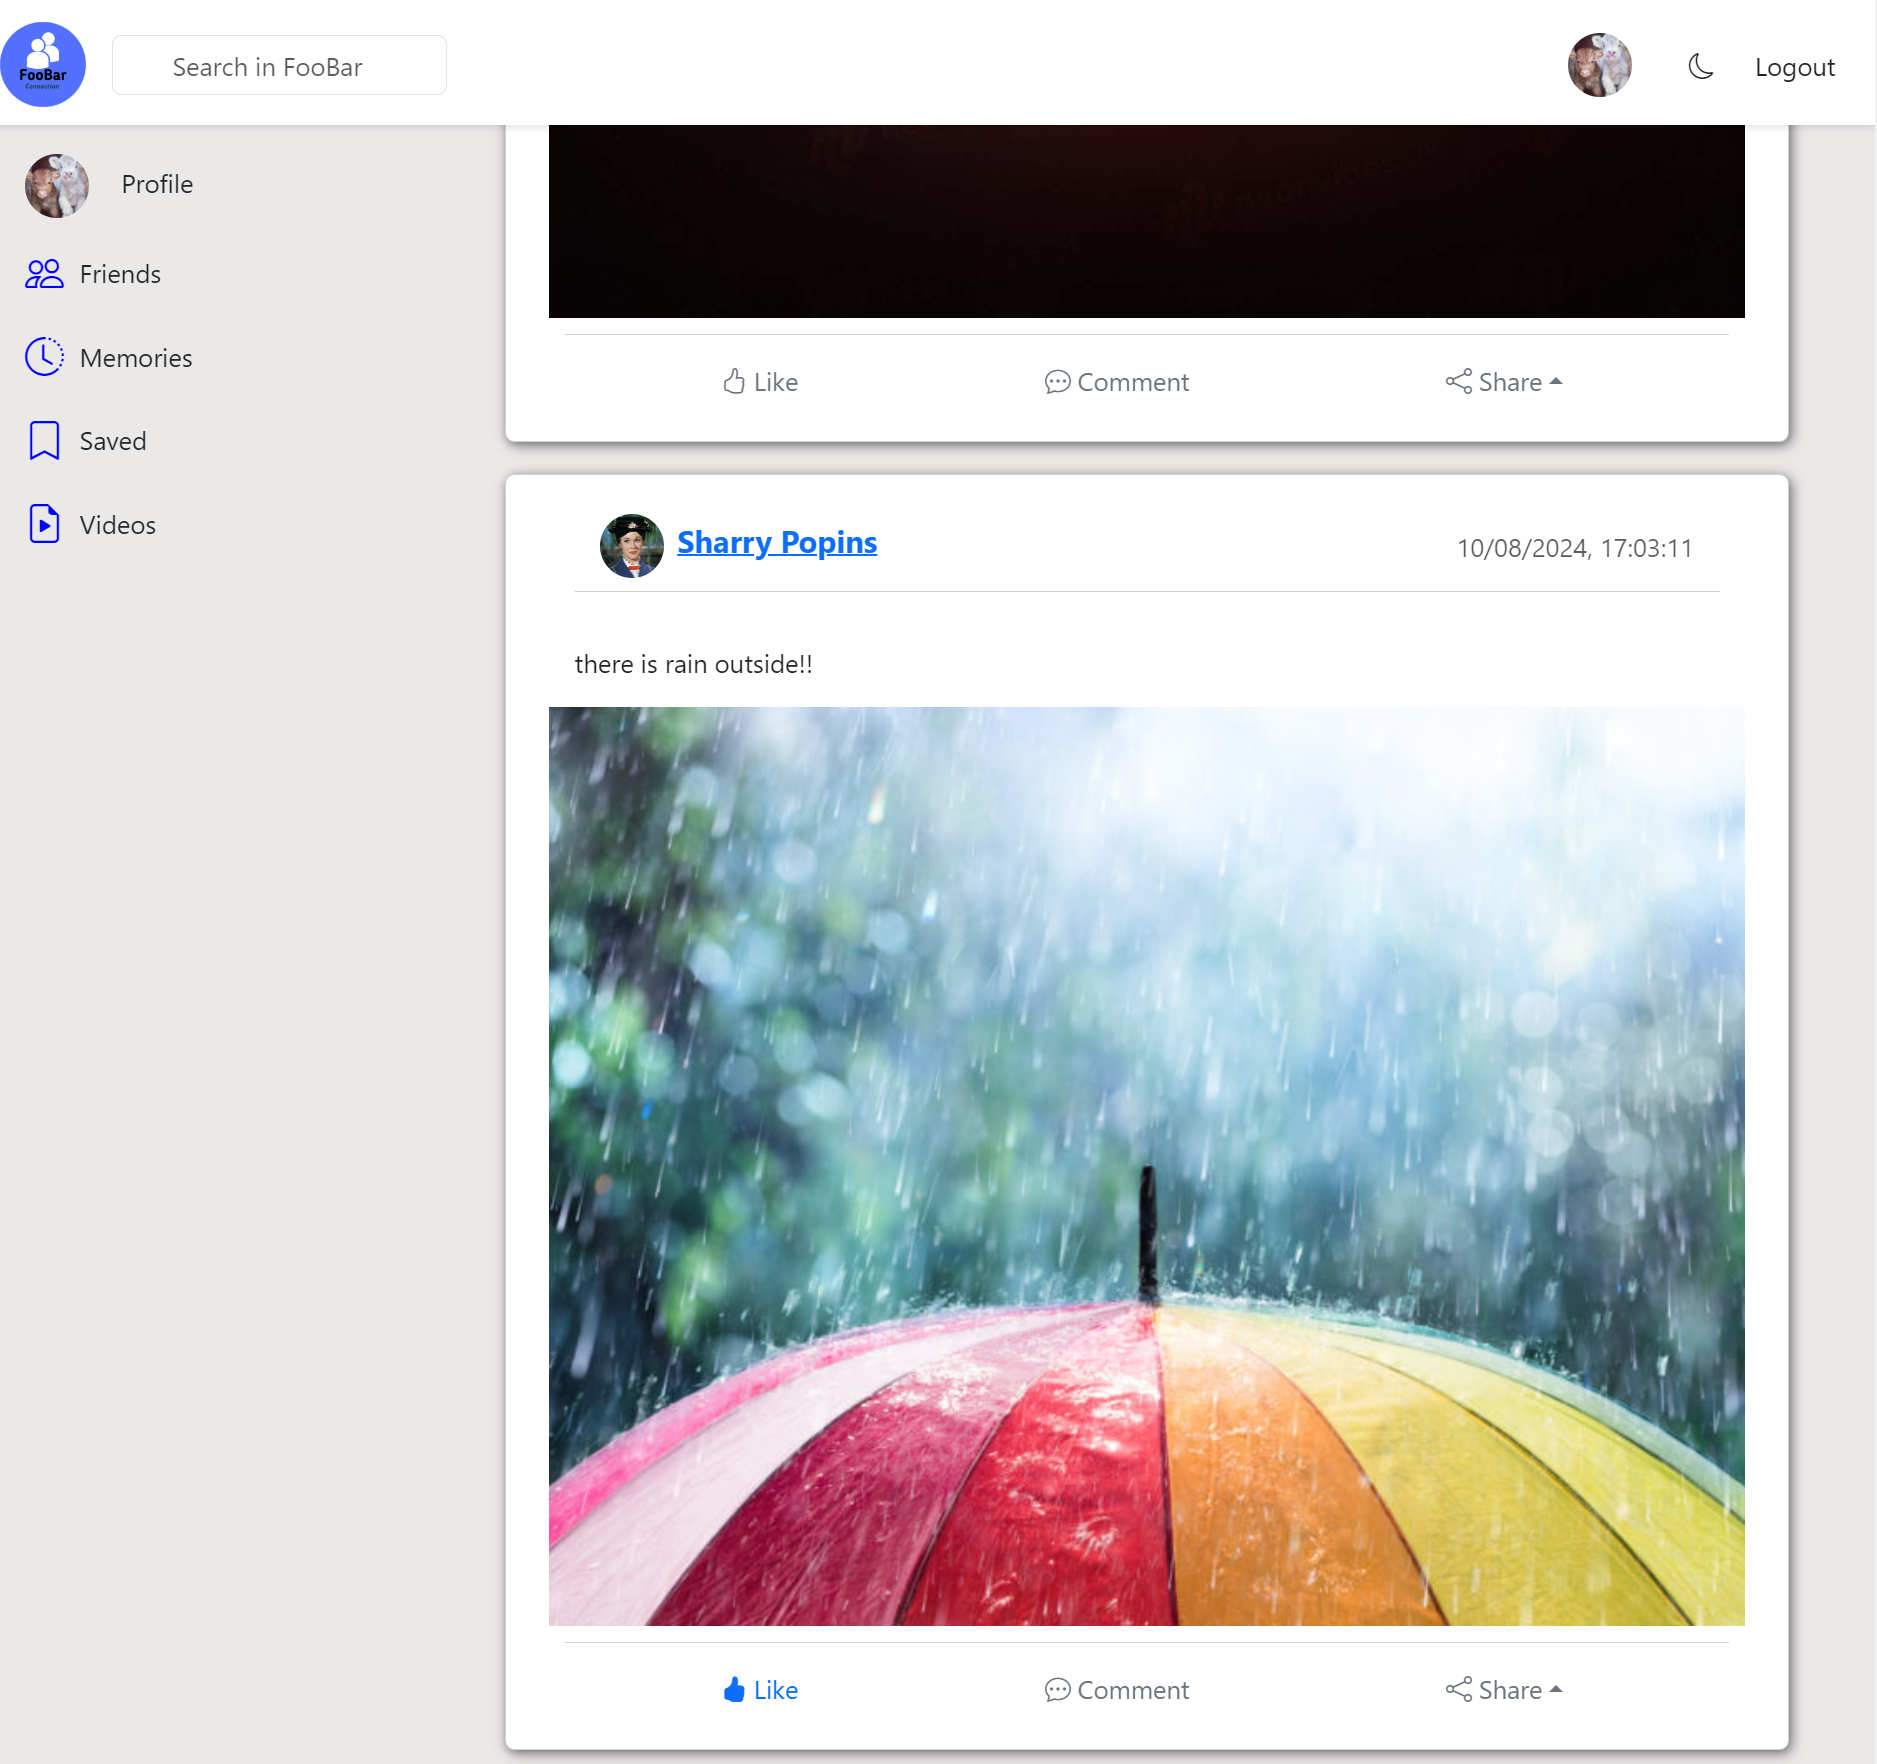 FooBar
Connection
Search in FooBar
Logout
Profile
Friends
Memories
Saved
Videos
Like
Comment
Share
Sharry Popins
10/08/2024, 17:03:11
there is rain outside!!
Like
Comment
Share